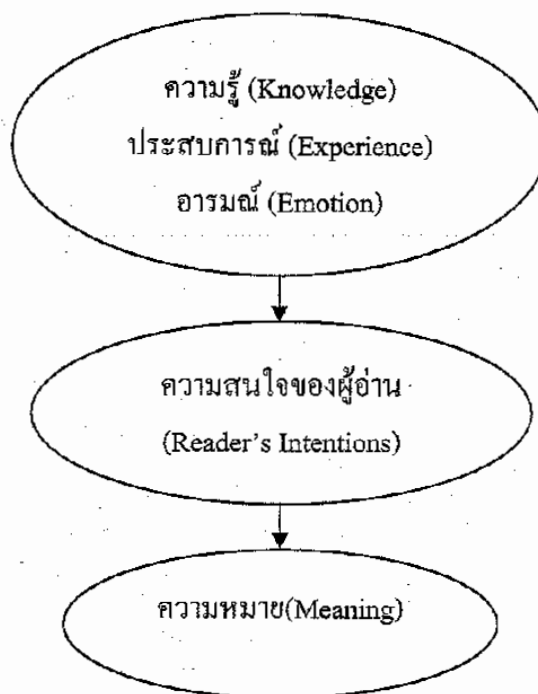 ความรู้ (Knowledge)
ประสบการณ์ (Experience)
อารมณ์ (Emotion)
ความสนใจของผู้อ่าน
(Reader's Intentions)
ความหมาย(Meaning)